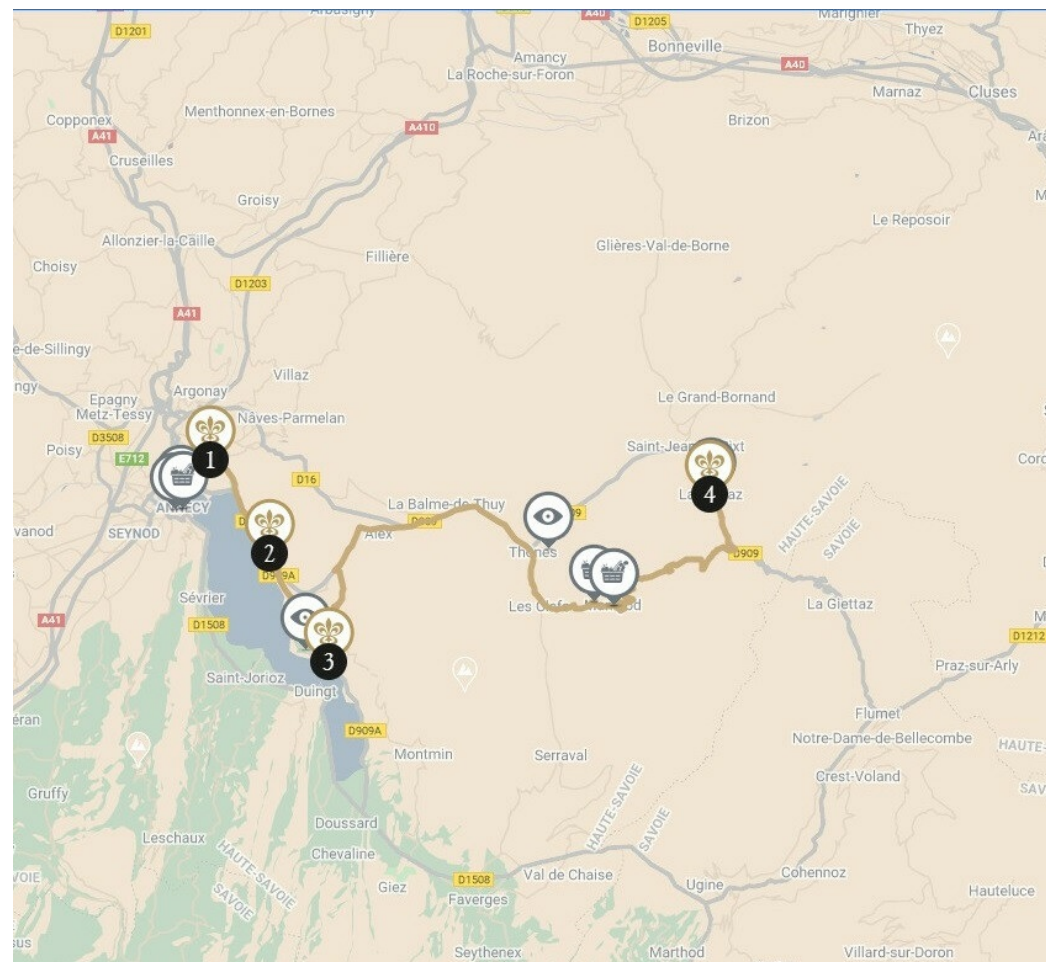 Arbusigny
A40
D1205
Marignier
Thyez
D1201
Amancy
Bonneville
La Roche-sur-Foron
A40
Marnaz
Cluses
Menthonnex-en-Bornes
Copponex
A41
A410
Brizon
Cruseilles
Groisy
Le Reposoir
Allonzier-la-Caille
Glières-Val-de-Borne
Choisy
Fillière
D1203
A41
e-de-Sillingy
Villaz
Argonay
Epagny
Metz-Tessy
Nâves-Parmelan
Le Grand-Bornand
D3508
Poisy
E712
1
D16
4
La Balme-de-Thuy
ANNECY
vanod
SEYNOD
Alex
2
D909A
Thônes
D909
HAUTE-SAVOIE
SAVOIE
Sévrier
La Giettaz
A41
D1508
D1212
3
Saint-Jorioz
Duingt
Praz-sur-Arly
D909A
Flumet
Montmin
Serraval
Notre-Dame-de-Bellecombe
HAUTE-
SAV
Crest-Voland
Gruffy
Doussard
HAUTE-SAVOIE
SAVOIE
Leschaux
Chevaline
HAUTE-SAVOIE
SAVOIE
VOIE
Giez
D1508
Val de Chaise
Cohennoz
Faverges
Ugine
Hauteluce
sus
Seythenex
Marthod
Villard-sur-Doron